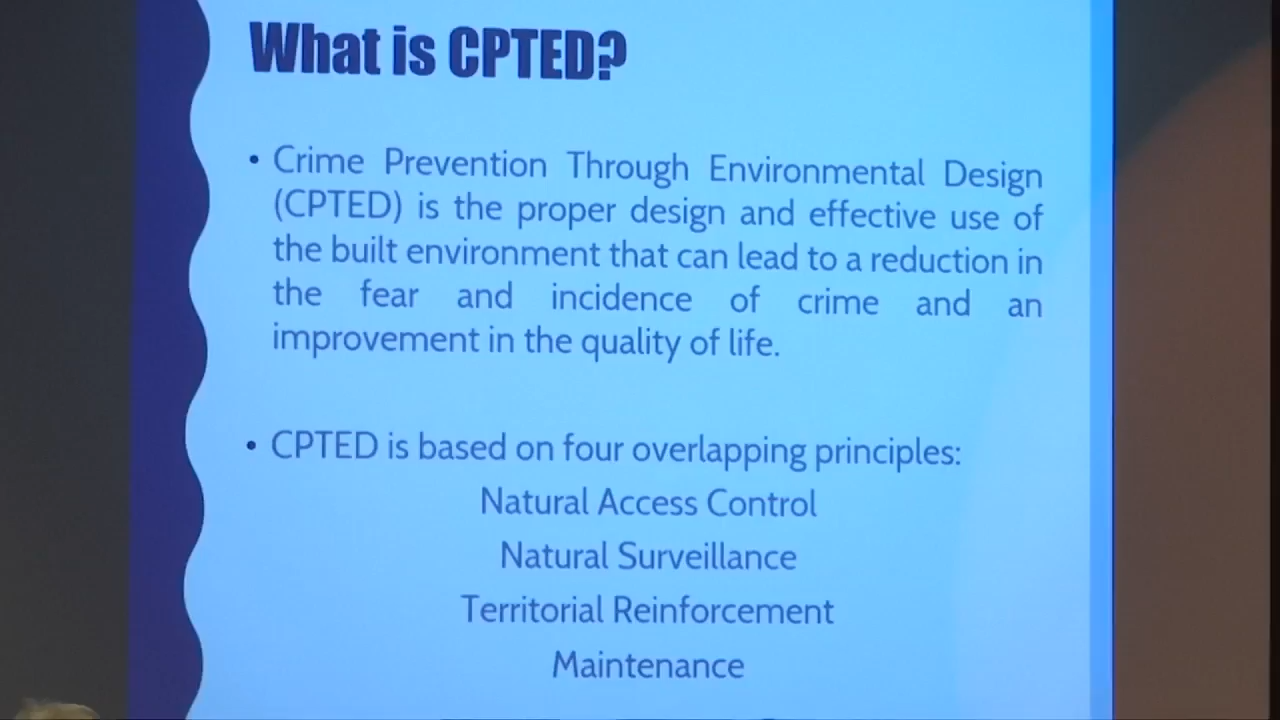 What is CPTED?
• Crime Prevention Through Environmental Design
(CPTED) is the proper design and effective use of
the built environment that can lead to a reduction in
the fear and incidence of crime and an
improvement in the quality of life.
• CPTED is based on four overlapping principles:
Natural Access Control
Natural Surveillance
Territorial Reinforcement
Maintenance